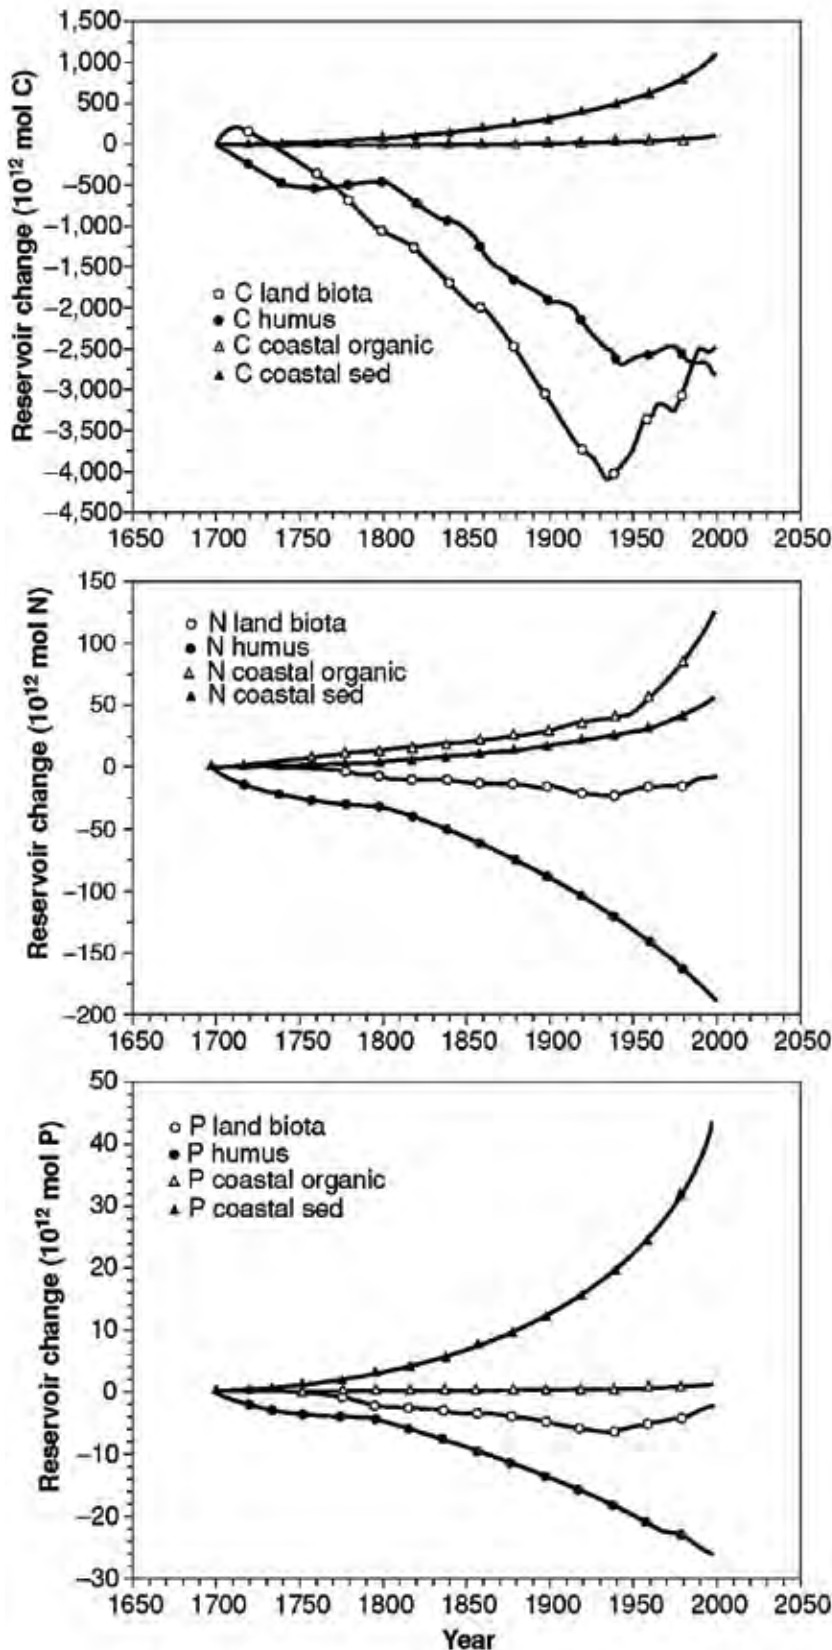 Reservoir change (10¹² mol C)
1,500
1,000
500
0
−500
−1,000
−1,500
−2,000
−2,500
−3,000
−3,500
−4,000
−4,500
C land biota
C humus
C coastal organic
C coastal sed
1650 1700 1750 1800 1850 1900 1950 2000 2050
Reservoir change (10¹² mol N)
150
100
50
0
−50
−100
−150
−200
N land biota
N humus
N coastal organic
N coastal sed
1650 1700 1750 1800 1850 1900 1950 2000 2050
Reservoir change (10¹² mol P)
50
40
30
20
10
0
−10
−20
−30
P land biota
P humus
P coastal organic
P coastal sed
1650 1700 1750 1800 1850 1900 1950 2000 2050
Year